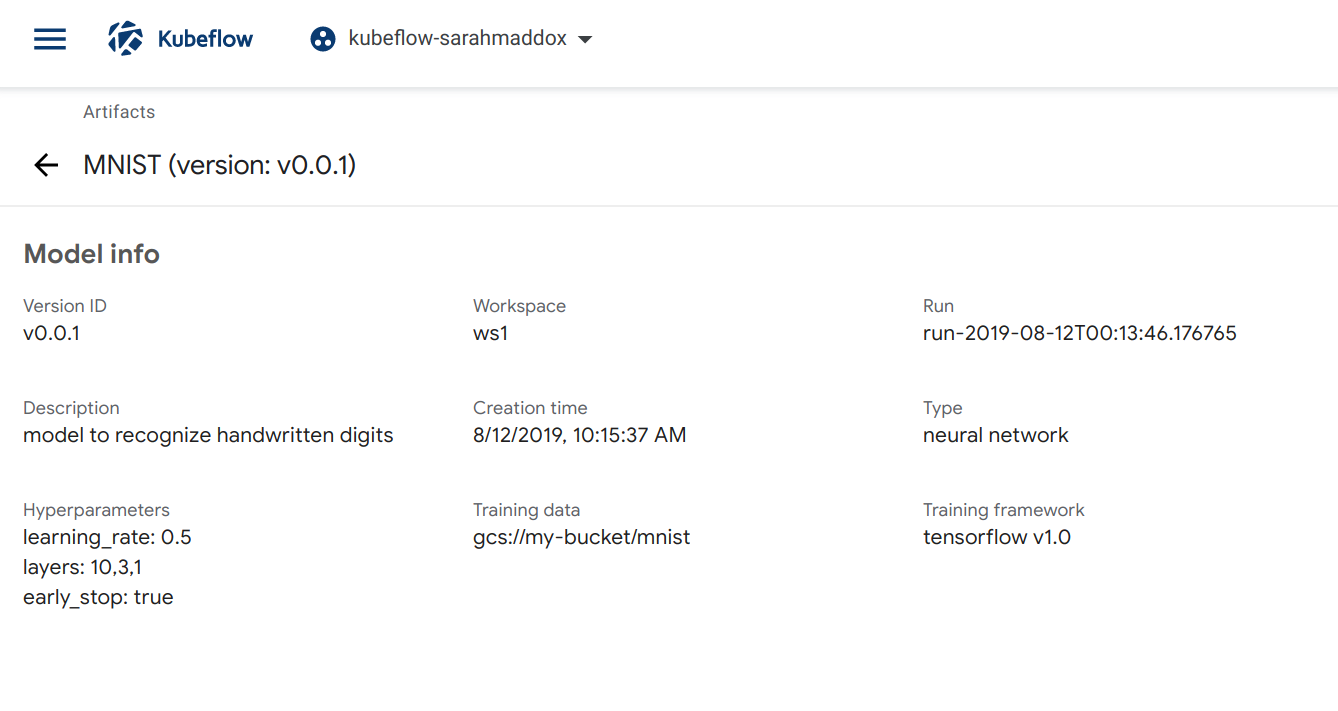 Kubeflow
kubeflow-sarahmaddox
Artifacts
MNIST (version: v0.0.1)
Model info
Version ID
v0.0.1
Workspace
ws1
Run
run-2019-08-12T00:13:46.176765
Description
model to recognize handwritten digits
Creation time
8/12/2019, 10:15:37 AM
Type
neural network
Hyperparameters
learning_rate: 0.5
layers: 10,3,1
early_stop: true
Training data
gcs://my-bucket/mnist
Training framework
tensorflow v1.0